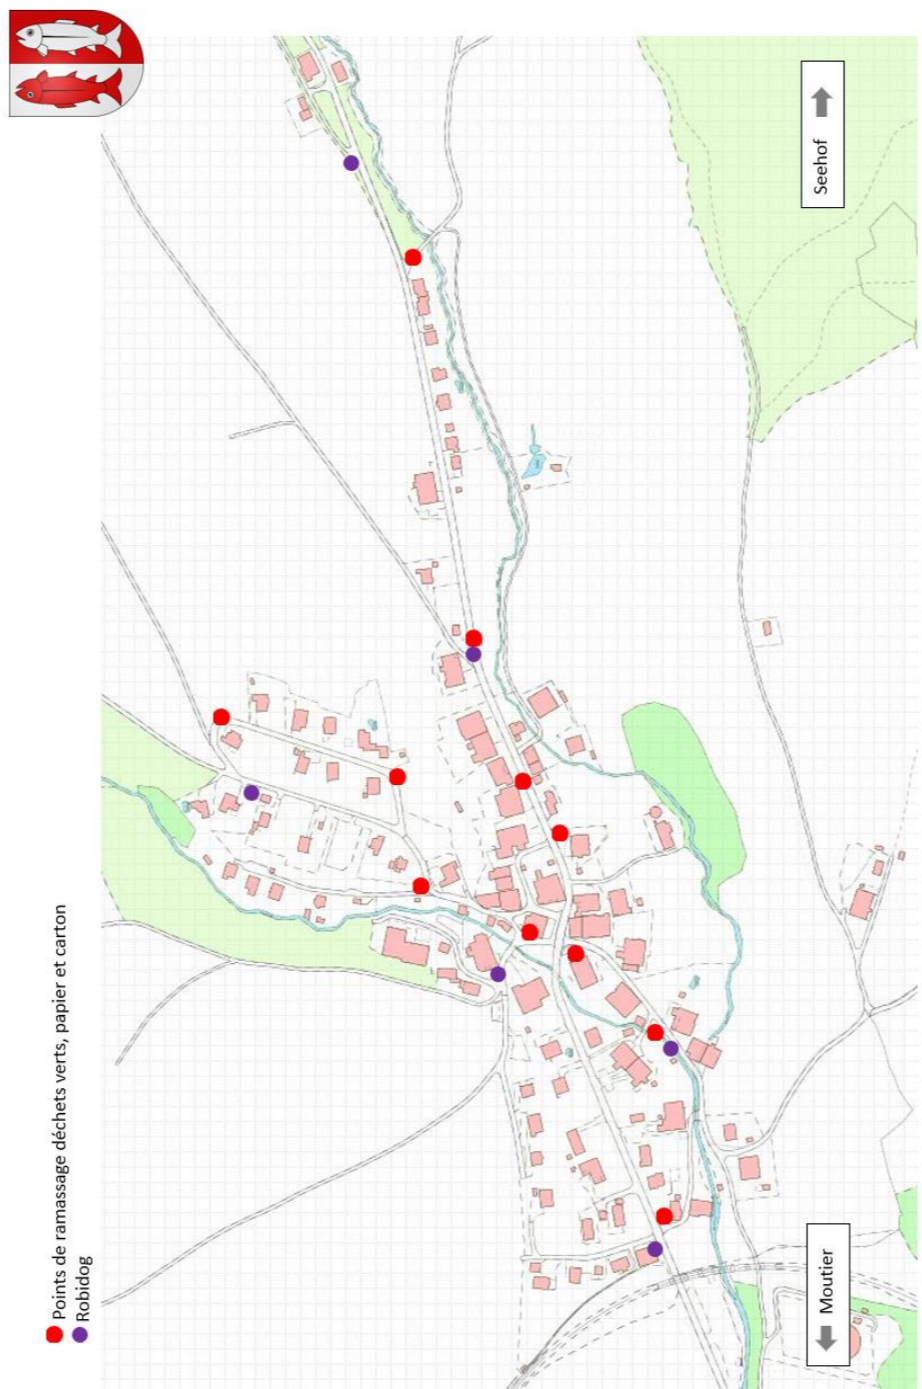 Points de ramassage déchets verts, papier et carton
Robidog
Seehof
Moutier